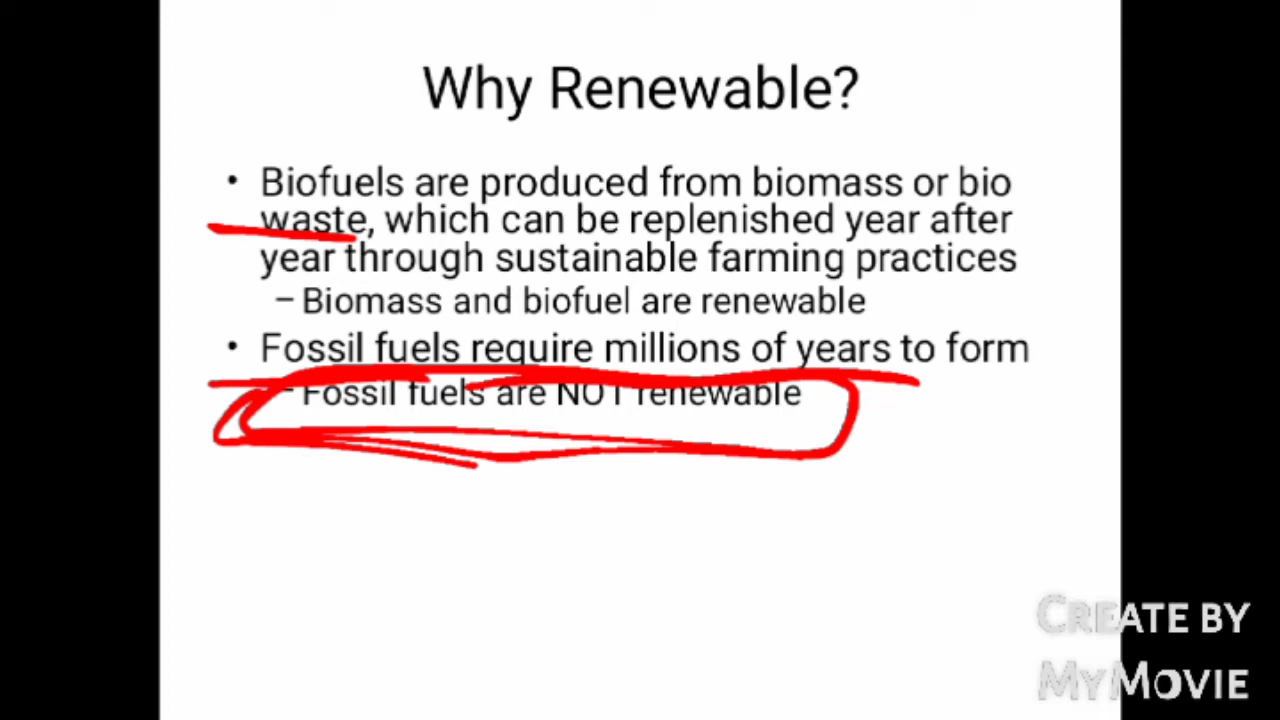 Why Renewable?
• Biofuels are produced from biomass or bio
waste, which can be replenished year after
year through sustainable farming practices
– Biomass and biofuel are renewable
• Fossil fuels require millions of years to form
– Fossil fuels are NOT renewable
CREATE BY
MYMOVIE